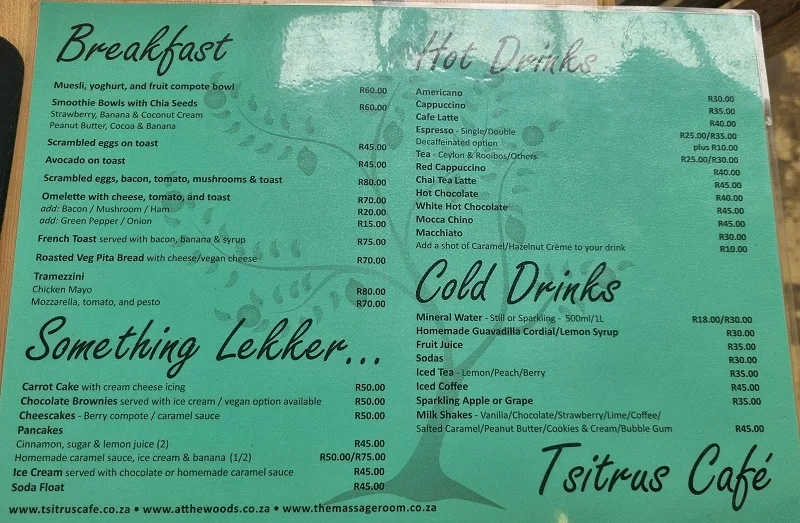 Breakfast
Muesli, yoghurt, and fruit compote bowl R60.00
Smoothie Bowls with Chia Seeds R60.00
Strawberry, Banana & Coconut Cream
Peanut Butter, Cocoa & Banana
Scrambled eggs on toast R45.00
Avocado on toast R45.00
Scrambled eggs, bacon, tomato, mushrooms & toast R80.00
Omelette with cheese, tomato, and toast R70.00
add: Bacon / Mushroom / Ham R20.00
add: Green Pepper / Onion R15.00
French Toast served with bacon, banana & syrup R75.00
Roasted Veg Pita Bread with cheese/vegan cheese R70.00
Tramezzini
Chicken Mayo R80.00
Mozzarella, tomato, and pesto R70.00
Something Lekker...
Carrot Cake with cream cheese icing R50.00
Chocolate Brownies served with ice cream / vegan option available R50.00
Cheescakes - Berry compote / caramel sauce R50.00
Pancakes
Cinnamon, sugar & lemon juice (2) R45.00
Homemade caramel sauce, ice cream & banana (1/2) R50.00/R75.00
Ice Cream served with chocolate or homemade caramel sauce R45.00
Soda Float R45.00
Hot Drinks
Americano R30.00
Cappuccino R35.00
Cafe Latte R40.00
Espresso - Single/Double R25.00/R35.00
Decaffeinated option plus R10.00
Tea - Ceylon & Rooibos/Others R25.00/R30.00
Red Cappuccino R40.00
Chai Tea Latte R45.00
Hot Chocolate R40.00
White Hot Chocolate R45.00
Mocca Chino R45.00
Macchiato R30.00
Add a shot of Caramel/Hazelnut Crème to your drink R10.00
Cold Drinks
Mineral Water - Still or Sparkling - 500ml/1L R18.00/R30.00
Homemade Guavadilla Cordial/Lemon Syrup R30.00
Fruit Juice R35.00
Sodas R30.00
Iced Tea - Lemon/Peach/Berry R35.00
Iced Coffee R45.00
Sparkling Apple or Grape R35.00
Milk Shakes - Vanilla/Chocolate/Strawberry/Lime/Coffee/
Salted Caramel/Peanut Butter/Cookies & Cream/Bubble Gum R45.00
Tsitrus Café
www.tsitruscafe.co.za • www.atthewoods.co.za • www.themassageroom.co.za